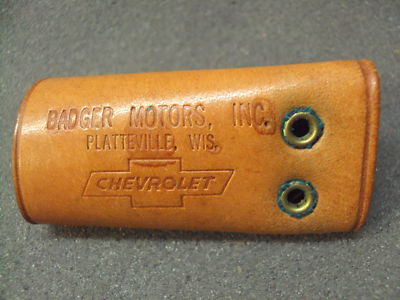 BADGER MOTORS, INC.
PLATTEVILLE, WIS.
CHEVROLET